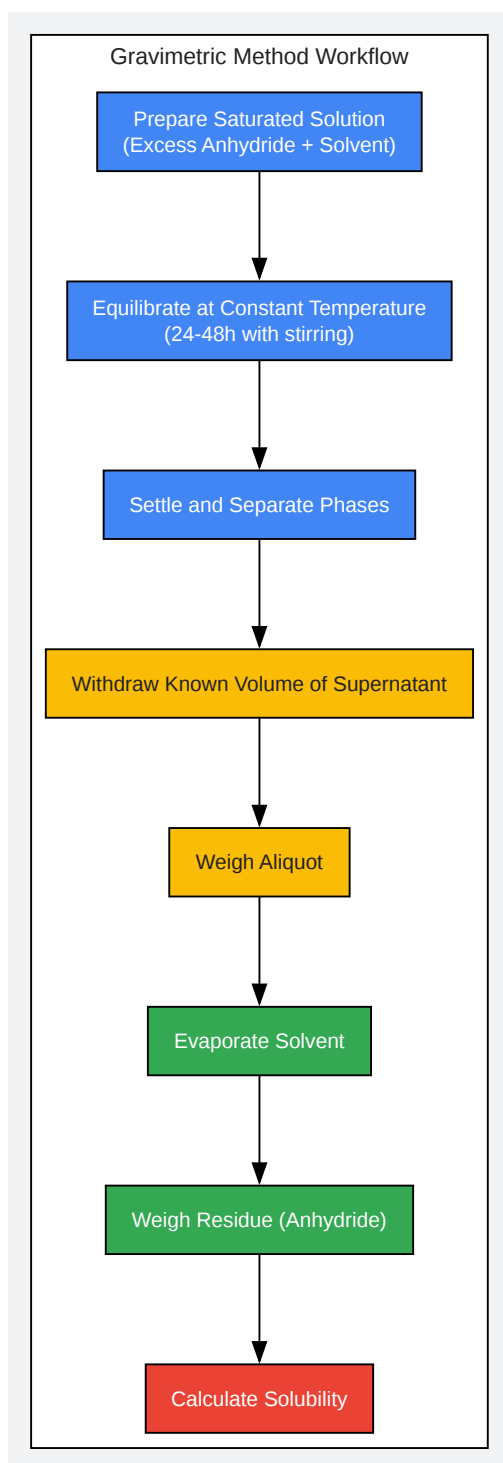 Gravimetric Method Workflow
Prepare Saturated Solution
(Excess Anhydride + Solvent)
Equilibrate at Constant Temperature
(24-48h with stirring)
Settle and Separate Phases
Withdraw Known Volume of Supernatant
Weigh Aliquot
Evaporate Solvent
Weigh Residue (Anhydride)
Calculate Solubility